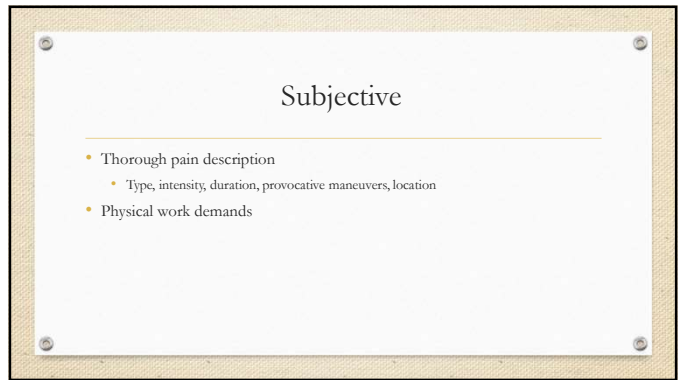 Subjective
• Thorough pain description
• Type, intensity, duration, provocative maneuvers, location
• Physical work demands